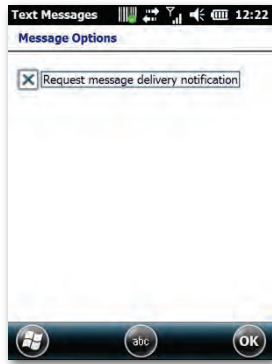 Text Messages 12:22
Message Options
Request message delivery notification
abc
OK